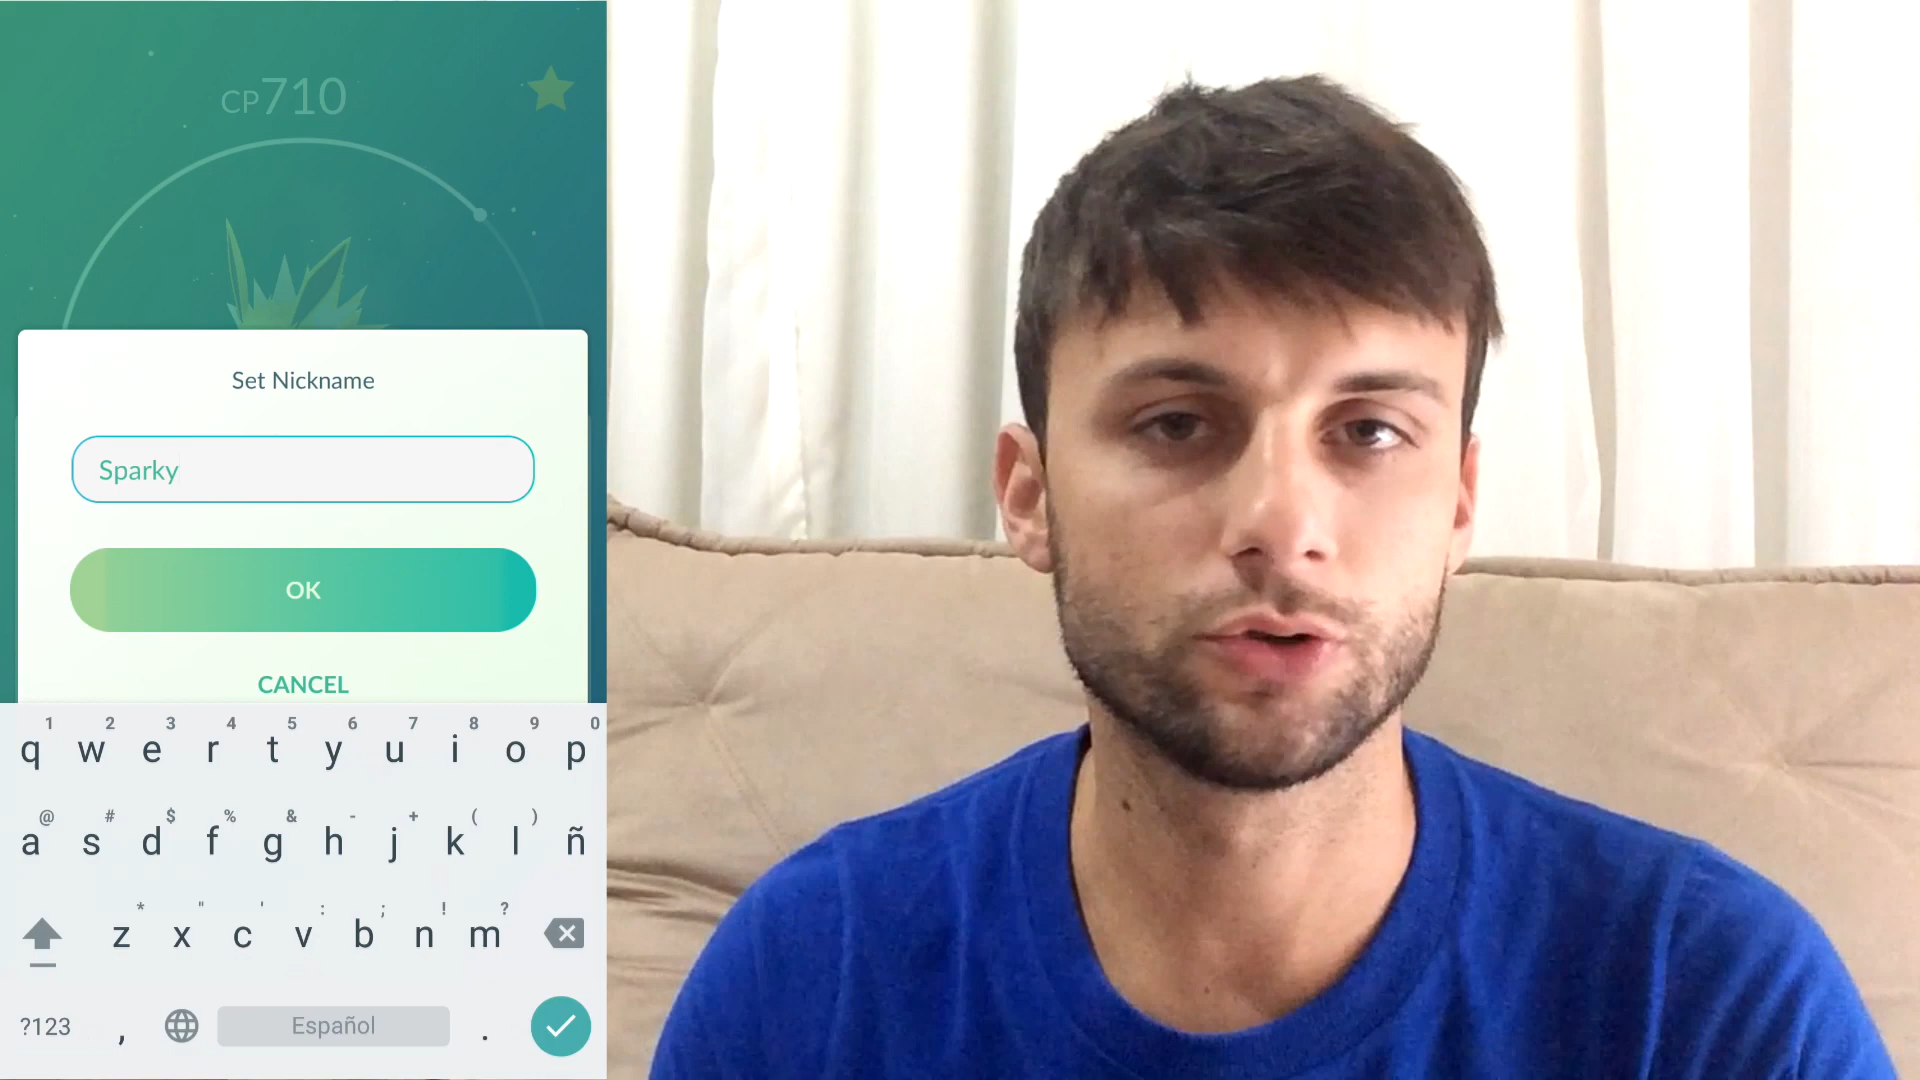 CP710
Set Nickname
Sparky
OK
CANCEL
1 2 3 4 5 6 7 8 9 0
q w e r t y u i o p
@ # $ % & - + ( )
a s d f g h j k l ñ
* " ' : ; ! ?
z x c v b n m
?123 , Español .